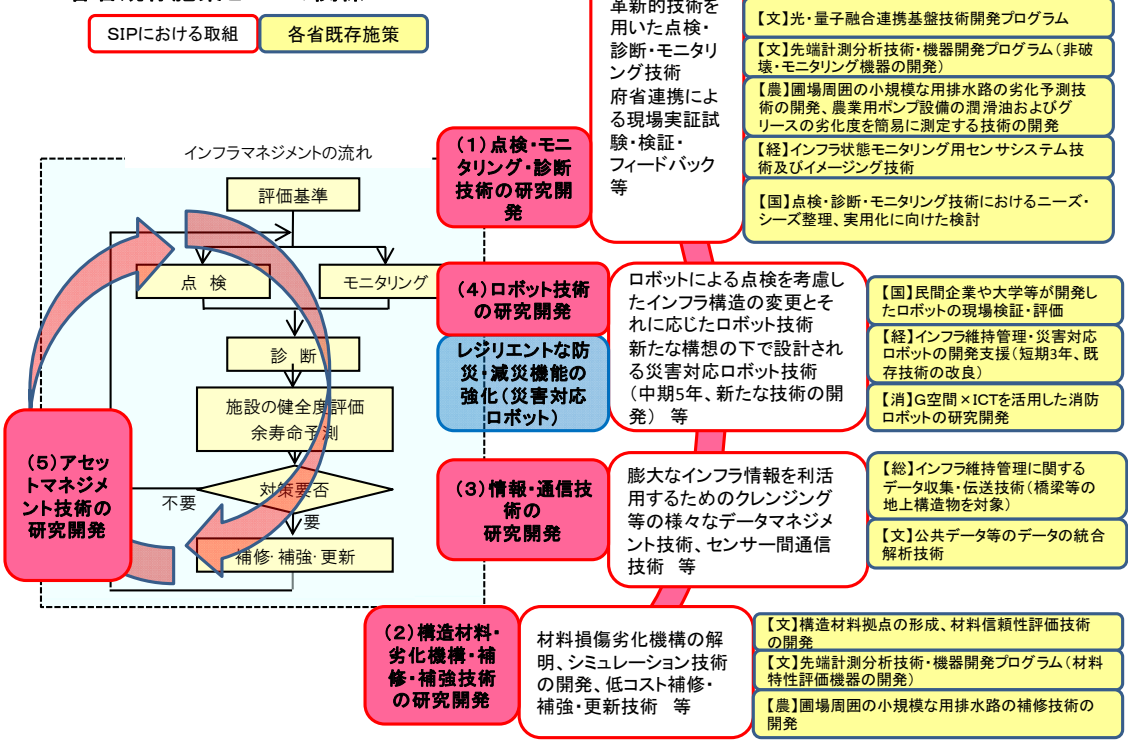 SIPにおける取組
各省既存施策
革新的技術を
用いた点検・
診断・モニタリ
ング技術
府省連携によ
る現場実証試
験・検証・
フィードバック
等
【文】光・量子融合連携基盤技術開発プログラム
【文】先端計測分析技術・機器開発プログラム（非破
壊・モニタリング機器の開発）
【農】圃場周囲の小規模な用排水路の劣化予測技
術の開発、農業用ポンプ設備の潤滑油およびグ
リースの劣化度を簡易に測定する技術の開発
【経】インフラ状態モニタリング用センサシステム技
術及びイメージング技術
【国】点検・診断・モニタリング技術におけるニーズ・
シーズ整理、実用化に向けた検討
（１）点検・モニ
タリング・診断
技術の研究開
発
インフラマネジメントの流れ
評価基準
点 検
モニタリング
診 断
施設の健全度評価
余寿命予測
対策要否
不要
要
補修・補強・更新
（５）アセッ
トマネジメ
ント技術の
研究開発
（４）ロボット技術
の研究開発
レジリエントな防
災・減災機能の
強化（災害対応
ロボット）
ロボットによる点検を考慮し
たインフラ構造の変更とそ
れに応じたロボット技術
新たな構想の下で設計され
る災害対応ロボット技術
（中期5年、新たな技術の開
発） 等
【国】民間企業や大学等が開発し
たロボットの現場検証・評価
【経】インフラ維持管理・災害対応
ロボットの開発支援（短期3年、既
存技術の改良）
【消】G空間×ICTを活用した消防
ロボットの研究開発
（３）情報・通信技
術の
研究開発
膨大なインフラ情報を利活
用するためのクレンジング
等の様々なデータマネジメ
ント技術、センサー間通信
技術 等
【総】インフラ維持管理に関する
データ収集・伝送技術（橋梁等の
地上構造物を対象）
【文】公共データ等のデータの統合
解析技術
（２）構造材料・
劣化機構・補
修・補強技術
の研究開発
材料損傷劣化機構の解
明、シミュレーション技術
の開発、低コスト補修・
補強・更新技術 等
【文】構造材料拠点の形成、材料信頼性評価技術
の開発
【文】先端計測分析技術・機器開発プログラム（材料
特性評価機器の開発）
【農】圃場周囲の小規模な用排水路の補修技術の
開発